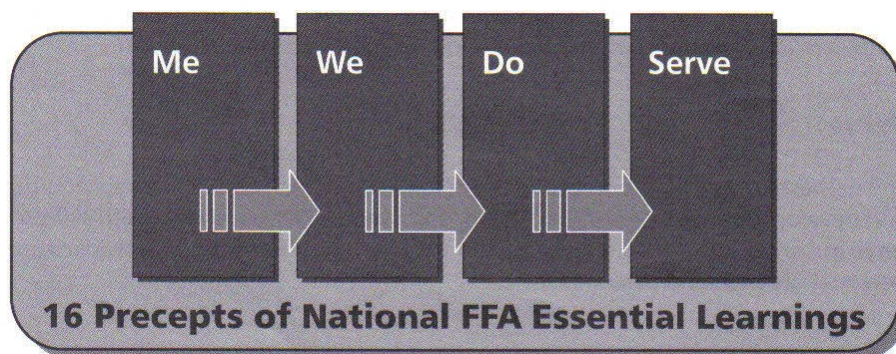 Me We Do Serve
16 Precepts of National FFA Essential Learnings